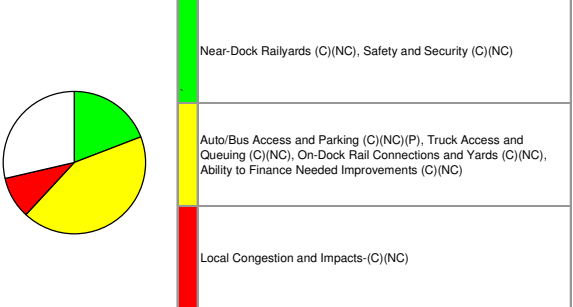 Near-Dock Railyards (C)(NC), Safety and Security (C)(NC)
Auto/Bus Access and Parking (C)(NC)(P), Truck Access and
Queuing (C)(NC), On-Dock Rail Connections and Yards (C)(NC),
Ability to Finance Needed Improvements (C)(NC)
Local Congestion and Impacts-(C)(NC)